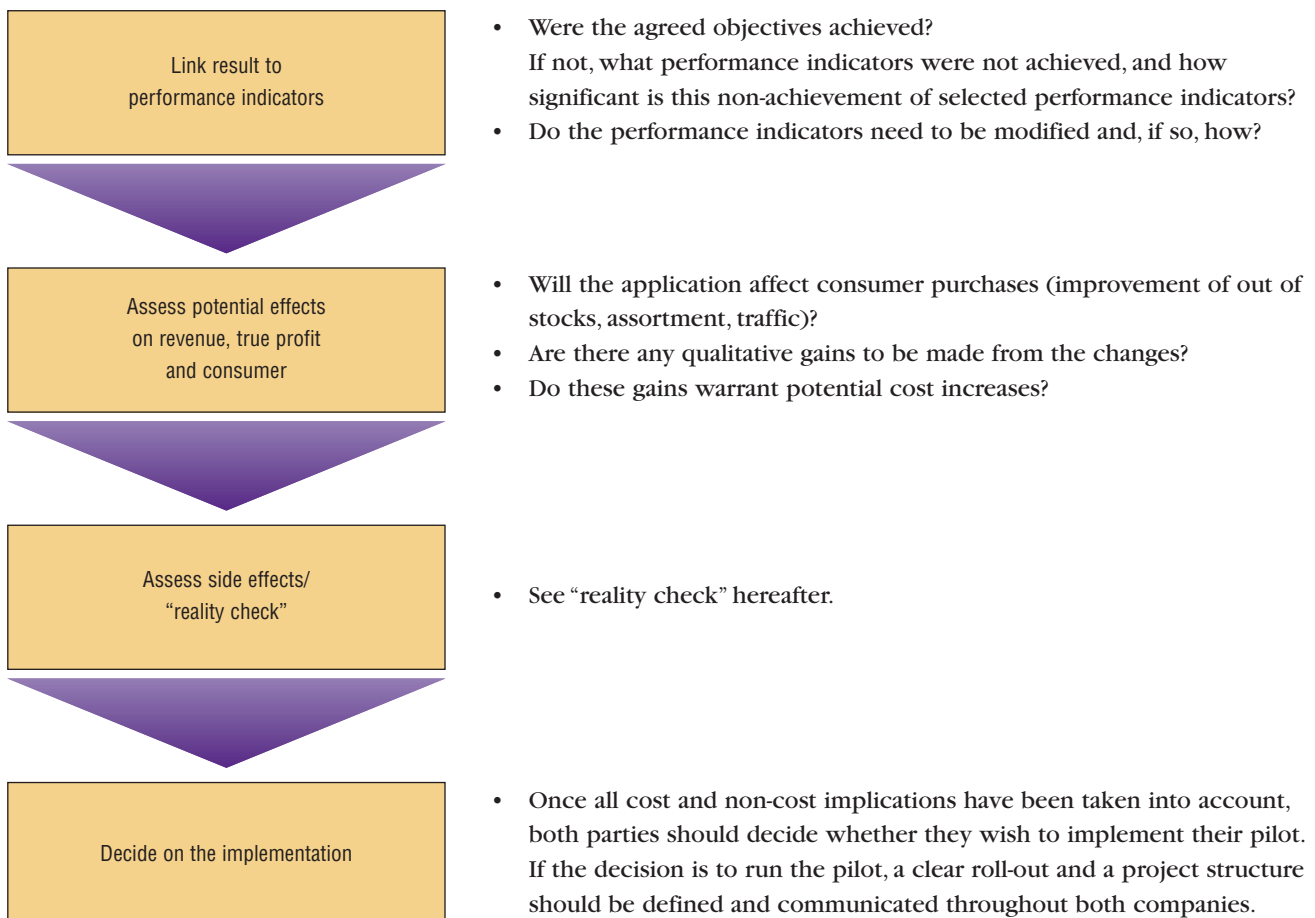 Link result to
performance indicators
• Were the agreed objectives achieved?
If not, what performance indicators were not achieved, and how
significant is this non-achievement of selected performance indicators?
• Do the performance indicators need to be modified and, if so, how?
Assess potential effects
on revenue, true profit
and consumer
• Will the application affect consumer purchases (improvement of out of
stocks, assortment, traffic)?
• Are there any qualitative gains to be made from the changes?
• Do these gains warrant potential cost increases?
Assess side effects/
“reality check”
• See “reality check” hereafter.
Decide on the implementation
• Once all cost and non-cost implications have been taken into account,
both parties should decide whether they wish to implement their pilot.
If the decision is to run the pilot, a clear roll-out and a project structure
should be defined and communicated throughout both companies.